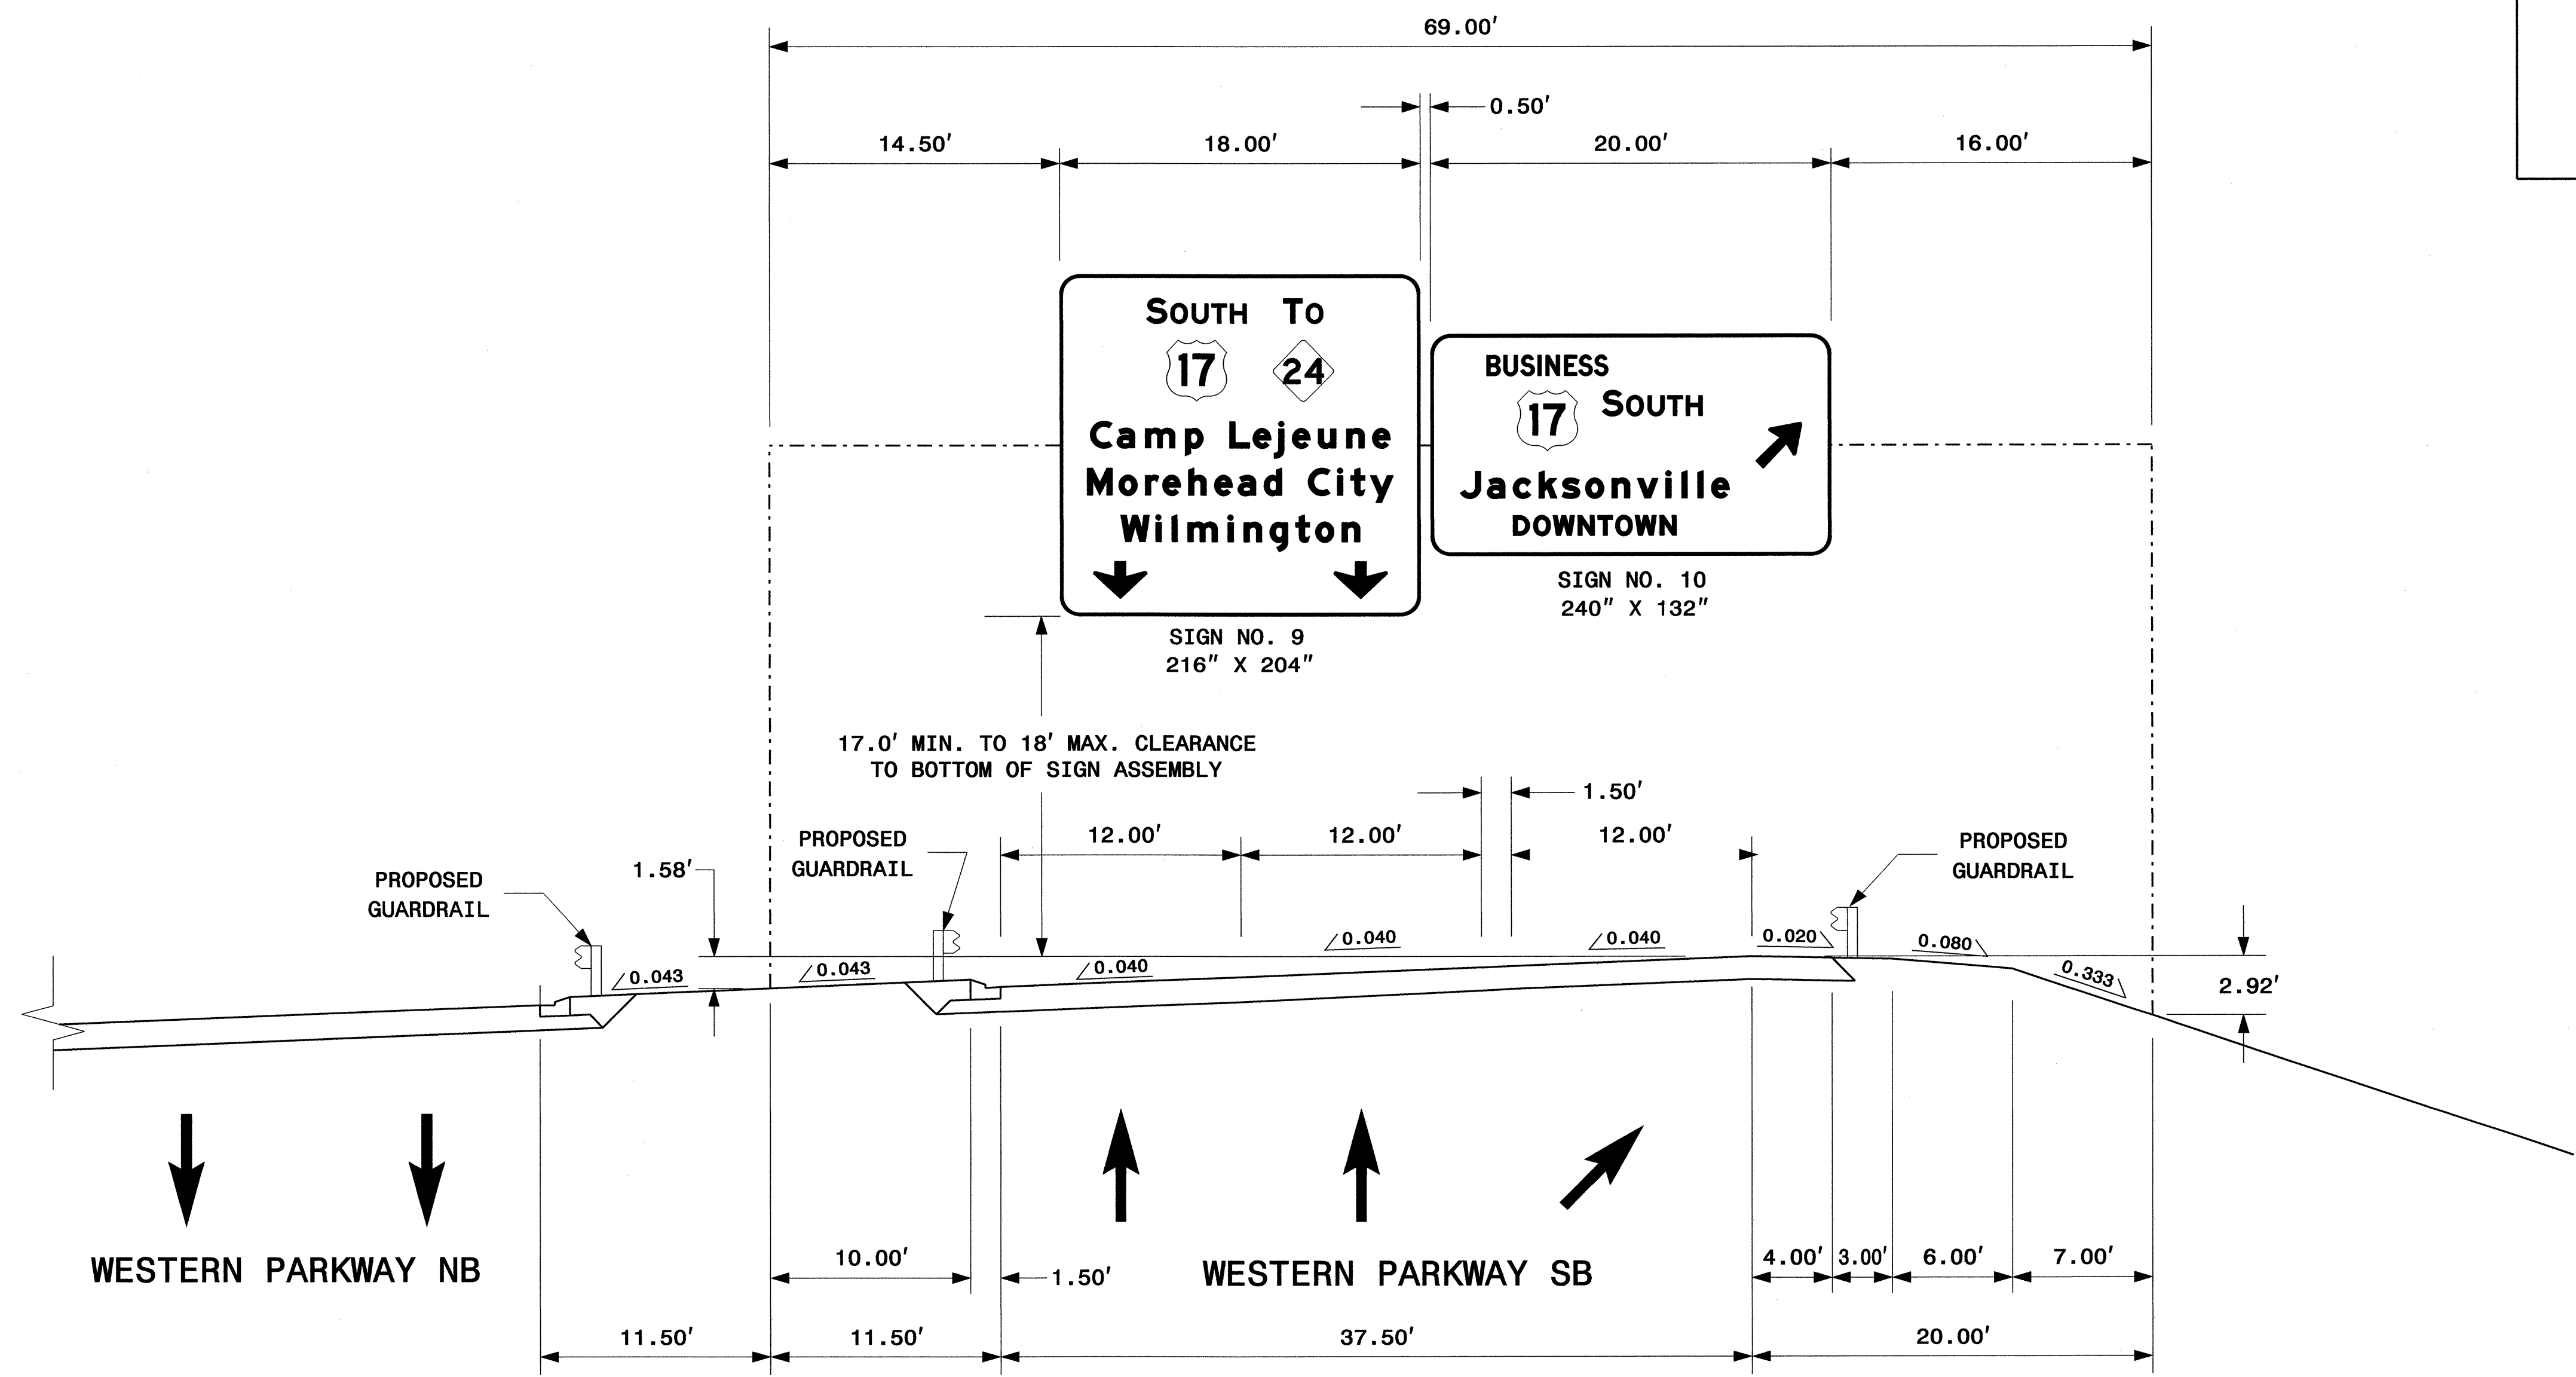 69.00'
0.50'
14.50' 18.00' 20.00' 16.00'
SOUTH TO
17 24
Camp Lejeune
Morehead City
Wilmington
BUSINESS
17 SOUTH
Jacksonville
DOWNTOWN
SIGN NO. 10
240" X 132"
SIGN NO. 9
216" X 204"
17.0' MIN. TO 18' MAX. CLEARANCE
TO BOTTOM OF SIGN ASSEMBLY
1.50'
12.00' 12.00' 12.00'
PROPOSED
GUARDRAIL
1.58'
PROPOSED
GUARDRAIL
PROPOSED
GUARDRAIL
0.043 0.043 0.040 0.040 0.040 0.020 0.080 0.333
2.92'
WESTERN PARKWAY NB
10.00'
1.50'
WESTERN PARKWAY SB
4.00' 3.00' 6.00' 7.00'
11.50' 11.50' 37.50' 20.00'